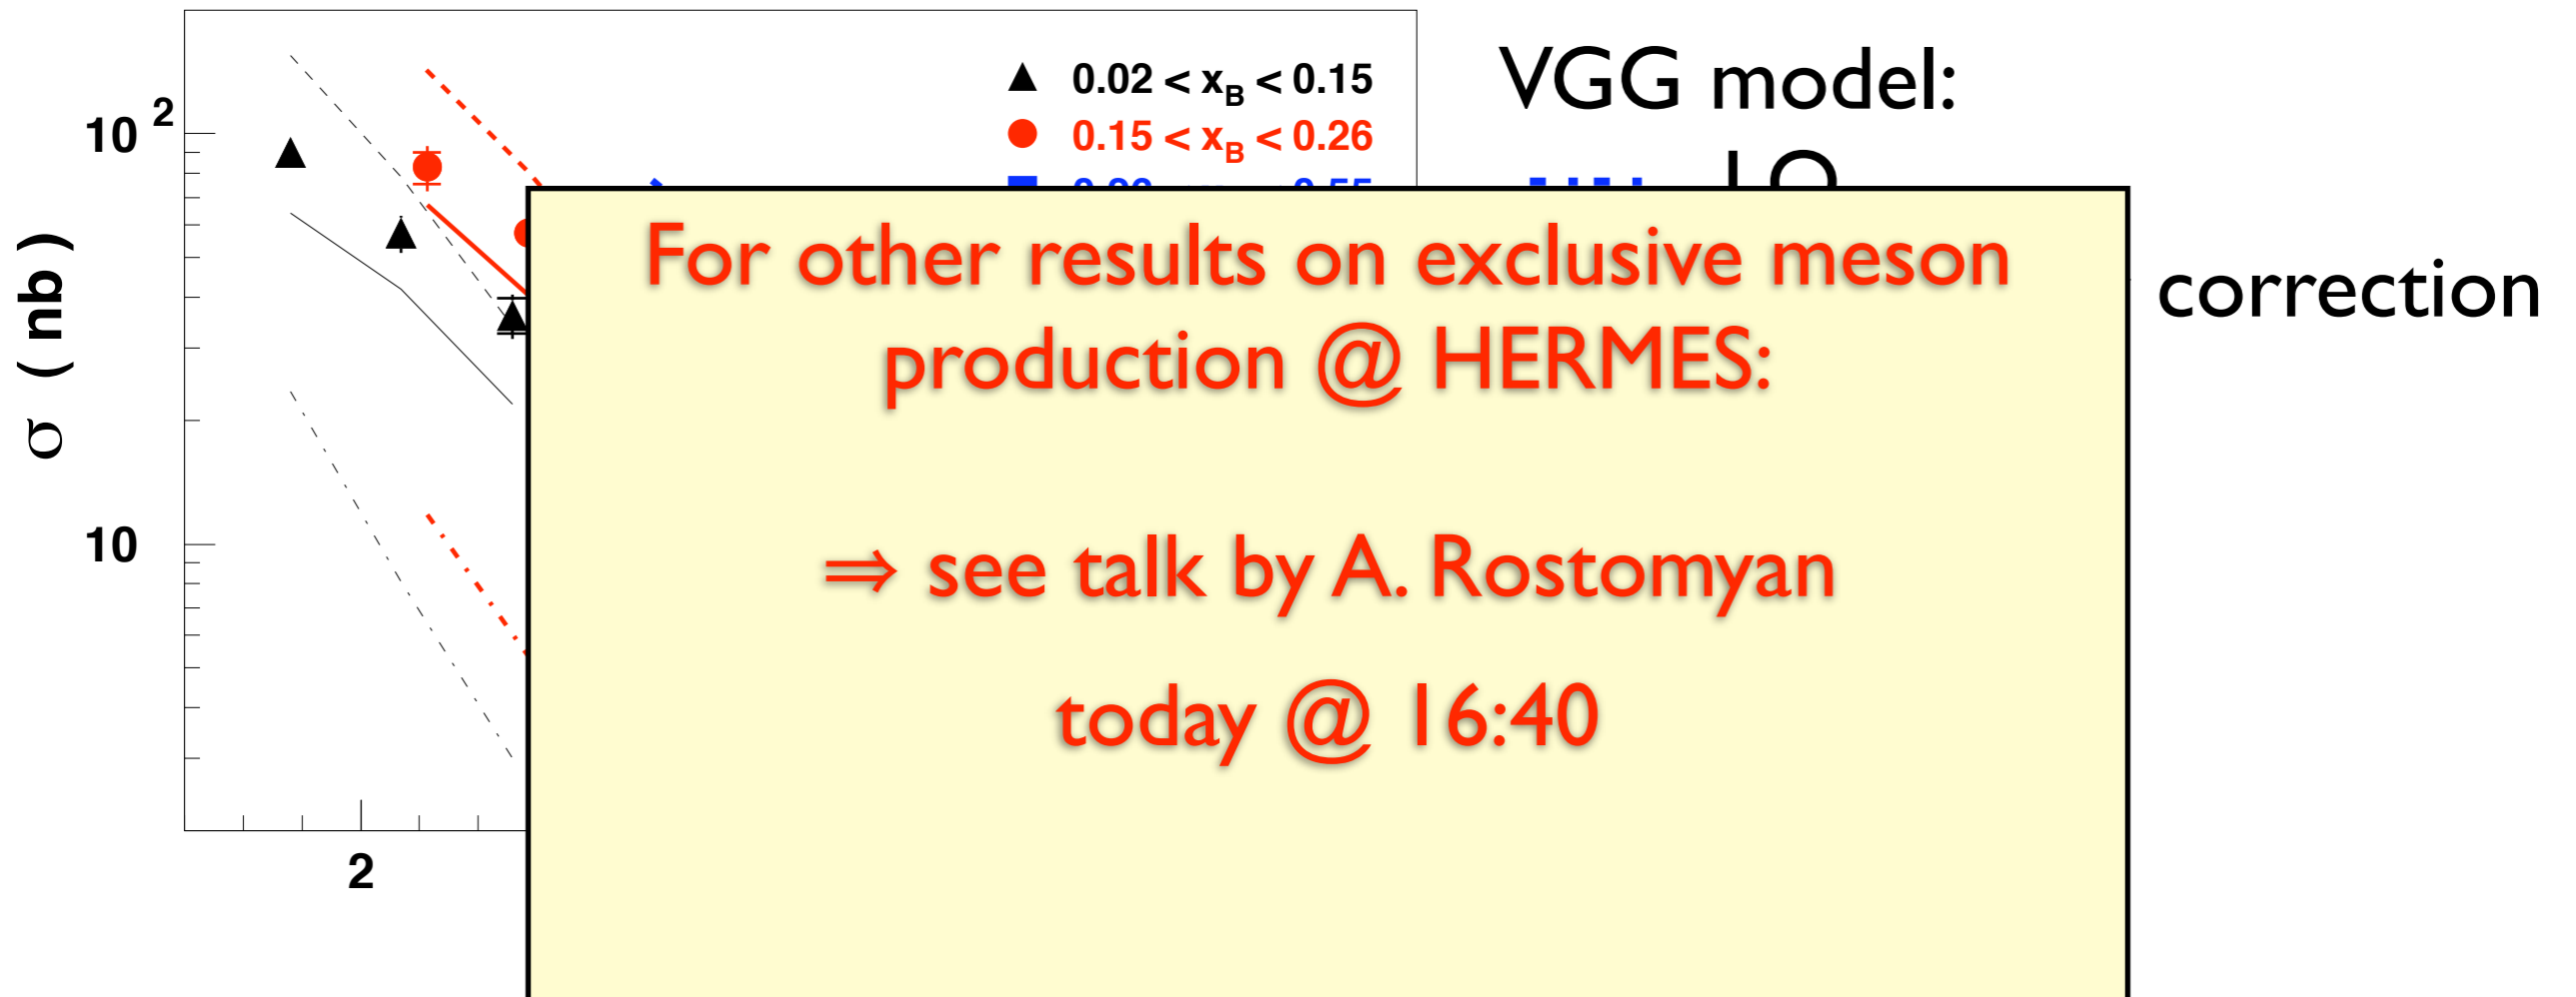 10 2
10
σ ( nb )
2
0.02 < xB < 0.15
0.15 < xB < 0.26
VGG model:
correction
For other results on exclusive meson
production @ HERMES:
⇒ see talk by A. Rostomyan
today @ 16:40